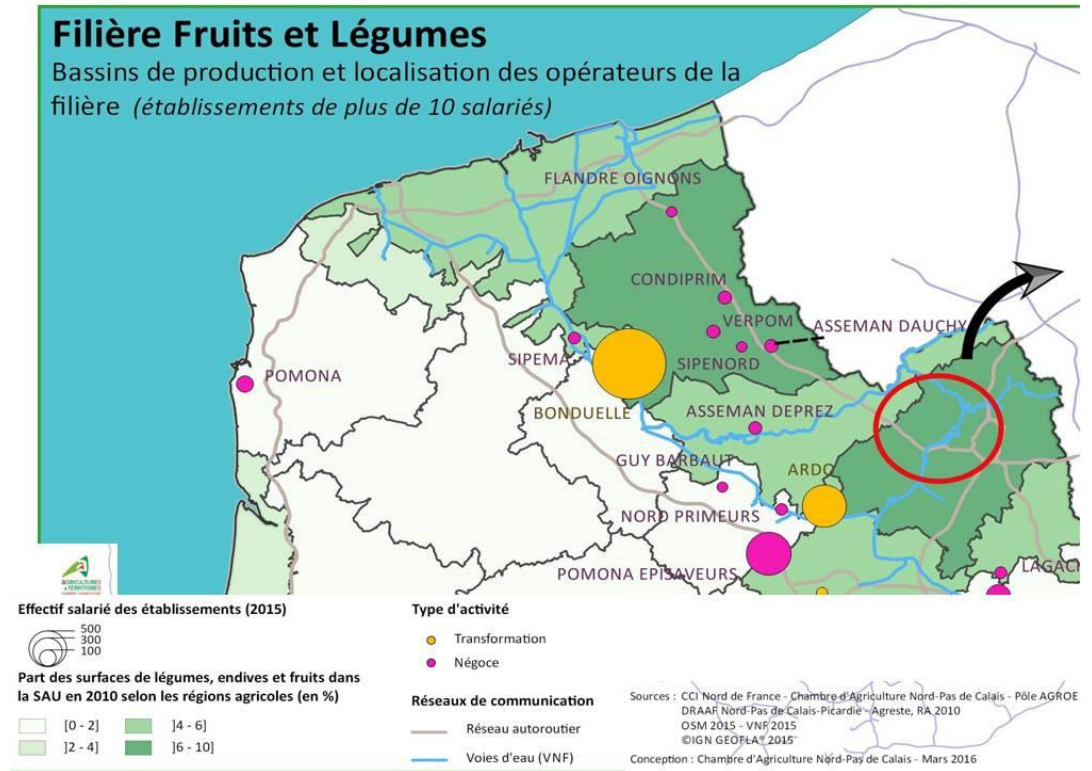 Filière Fruits et Légumes
Bassins de production et localisation des opérateurs de la
filière (établissements de plus de 10 salariés)
FLANDRE OIGNONS
CONDIPRIM
VERPOM
ASSEMAN DAUCHY
SIPEMA
SIPENORD
POMONA
BONDUELLE
ASSEMAN DEPREZ
GUY BARBAUT
ARDO
NORD PRIMEURS
POMONA EPISAVEURS
LAGACH
AGRICULTURES
& TERRITOIRES
Effectif salarié des établissements (2015)
500
300
100
Part des surfaces de légumes, endives et fruits dans
la SAU en 2010 selon les régions agricoles (en %)
[0 - 2]
]4 - 6]
]2 - 4]
]6 - 10]
Type d'activité
Transformation
Négoce
Réseaux de communication
Réseau autoroutier
Voies d'eau (VNF)
Sources : CCI Nord de France - Chambre d'Agriculture Nord-Pas de Calais - Pôle AGROE
DRAAF Nord-Pas de Calais-Picardie - Agreste, RA 2010
OSM 2015 - VNF 2015
©IGN GEOFLA® 2015
Conception : Chambre d'Agriculture Nord-Pas de Calais - Mars 2016